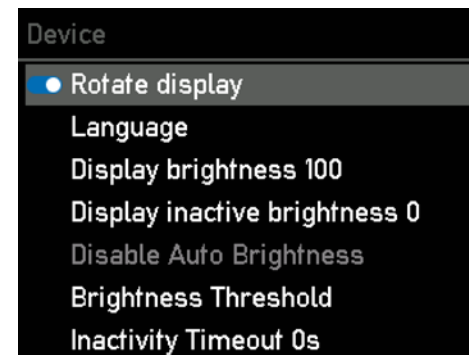 Device
Rotate display
Language
Display brightness 100
Display inactive brightness 0
Disable Auto Brightness
Brightness Threshold
Inactivity Timeout 0s